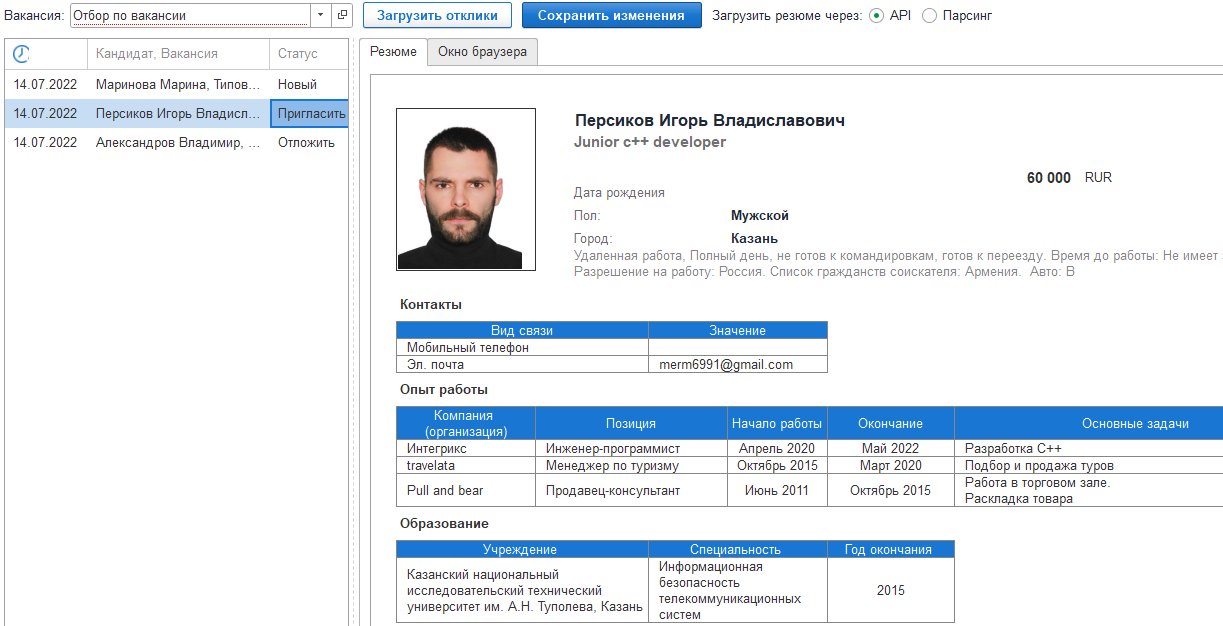 Вакансия: Отбор по вакансии Загрузить отклики Сохранить изменения Загрузить резюме через: API Парсинг
Кандидат, Вакансия Статус
14.07.2022 Маринова Марина, Типов... Новый
14.07.2022 Персиков Игорь Владисл... Пригласить
14.07.2022 Александров Владимир, ... Отложить
Резюме Окно браузера
Персиков Игорь Владиславович
Junior c++ developer
60 000 RUR
Дата рождения
Пол: Мужской
Город: Казань
Удаленная работа, Полный день, не готов к командировкам, готов к переезду. Время до работы: Не имеет
Разрешение на работу: Россия. Список гражданств соискателя: Армения. Авто: B
Контакты
Вид связи Значение
Мобильный телефон
Эл. почта merm6991@gmail.com
Опыт работы
Компания
(организация) Позиция Начало работы Окончание Основные задачи
Интегрикс Инженер-программист Апрель 2020 Май 2022 Разработка С++
travelata Менеджер по туризму Октябрь 2015 Март 2020 Подбор и продажа туров
Pull and bear Продавец-консультант Июнь 2011 Октябрь 2015 Работа в торговом зале.
Раскладка товара
Образование
Учреждение Специальность Год окончания
Казанский национальный
исследовательский технический
университет им. А.Н. Туполева, Казань
Информационная
безопасность
телекоммуникационных
систем
2015